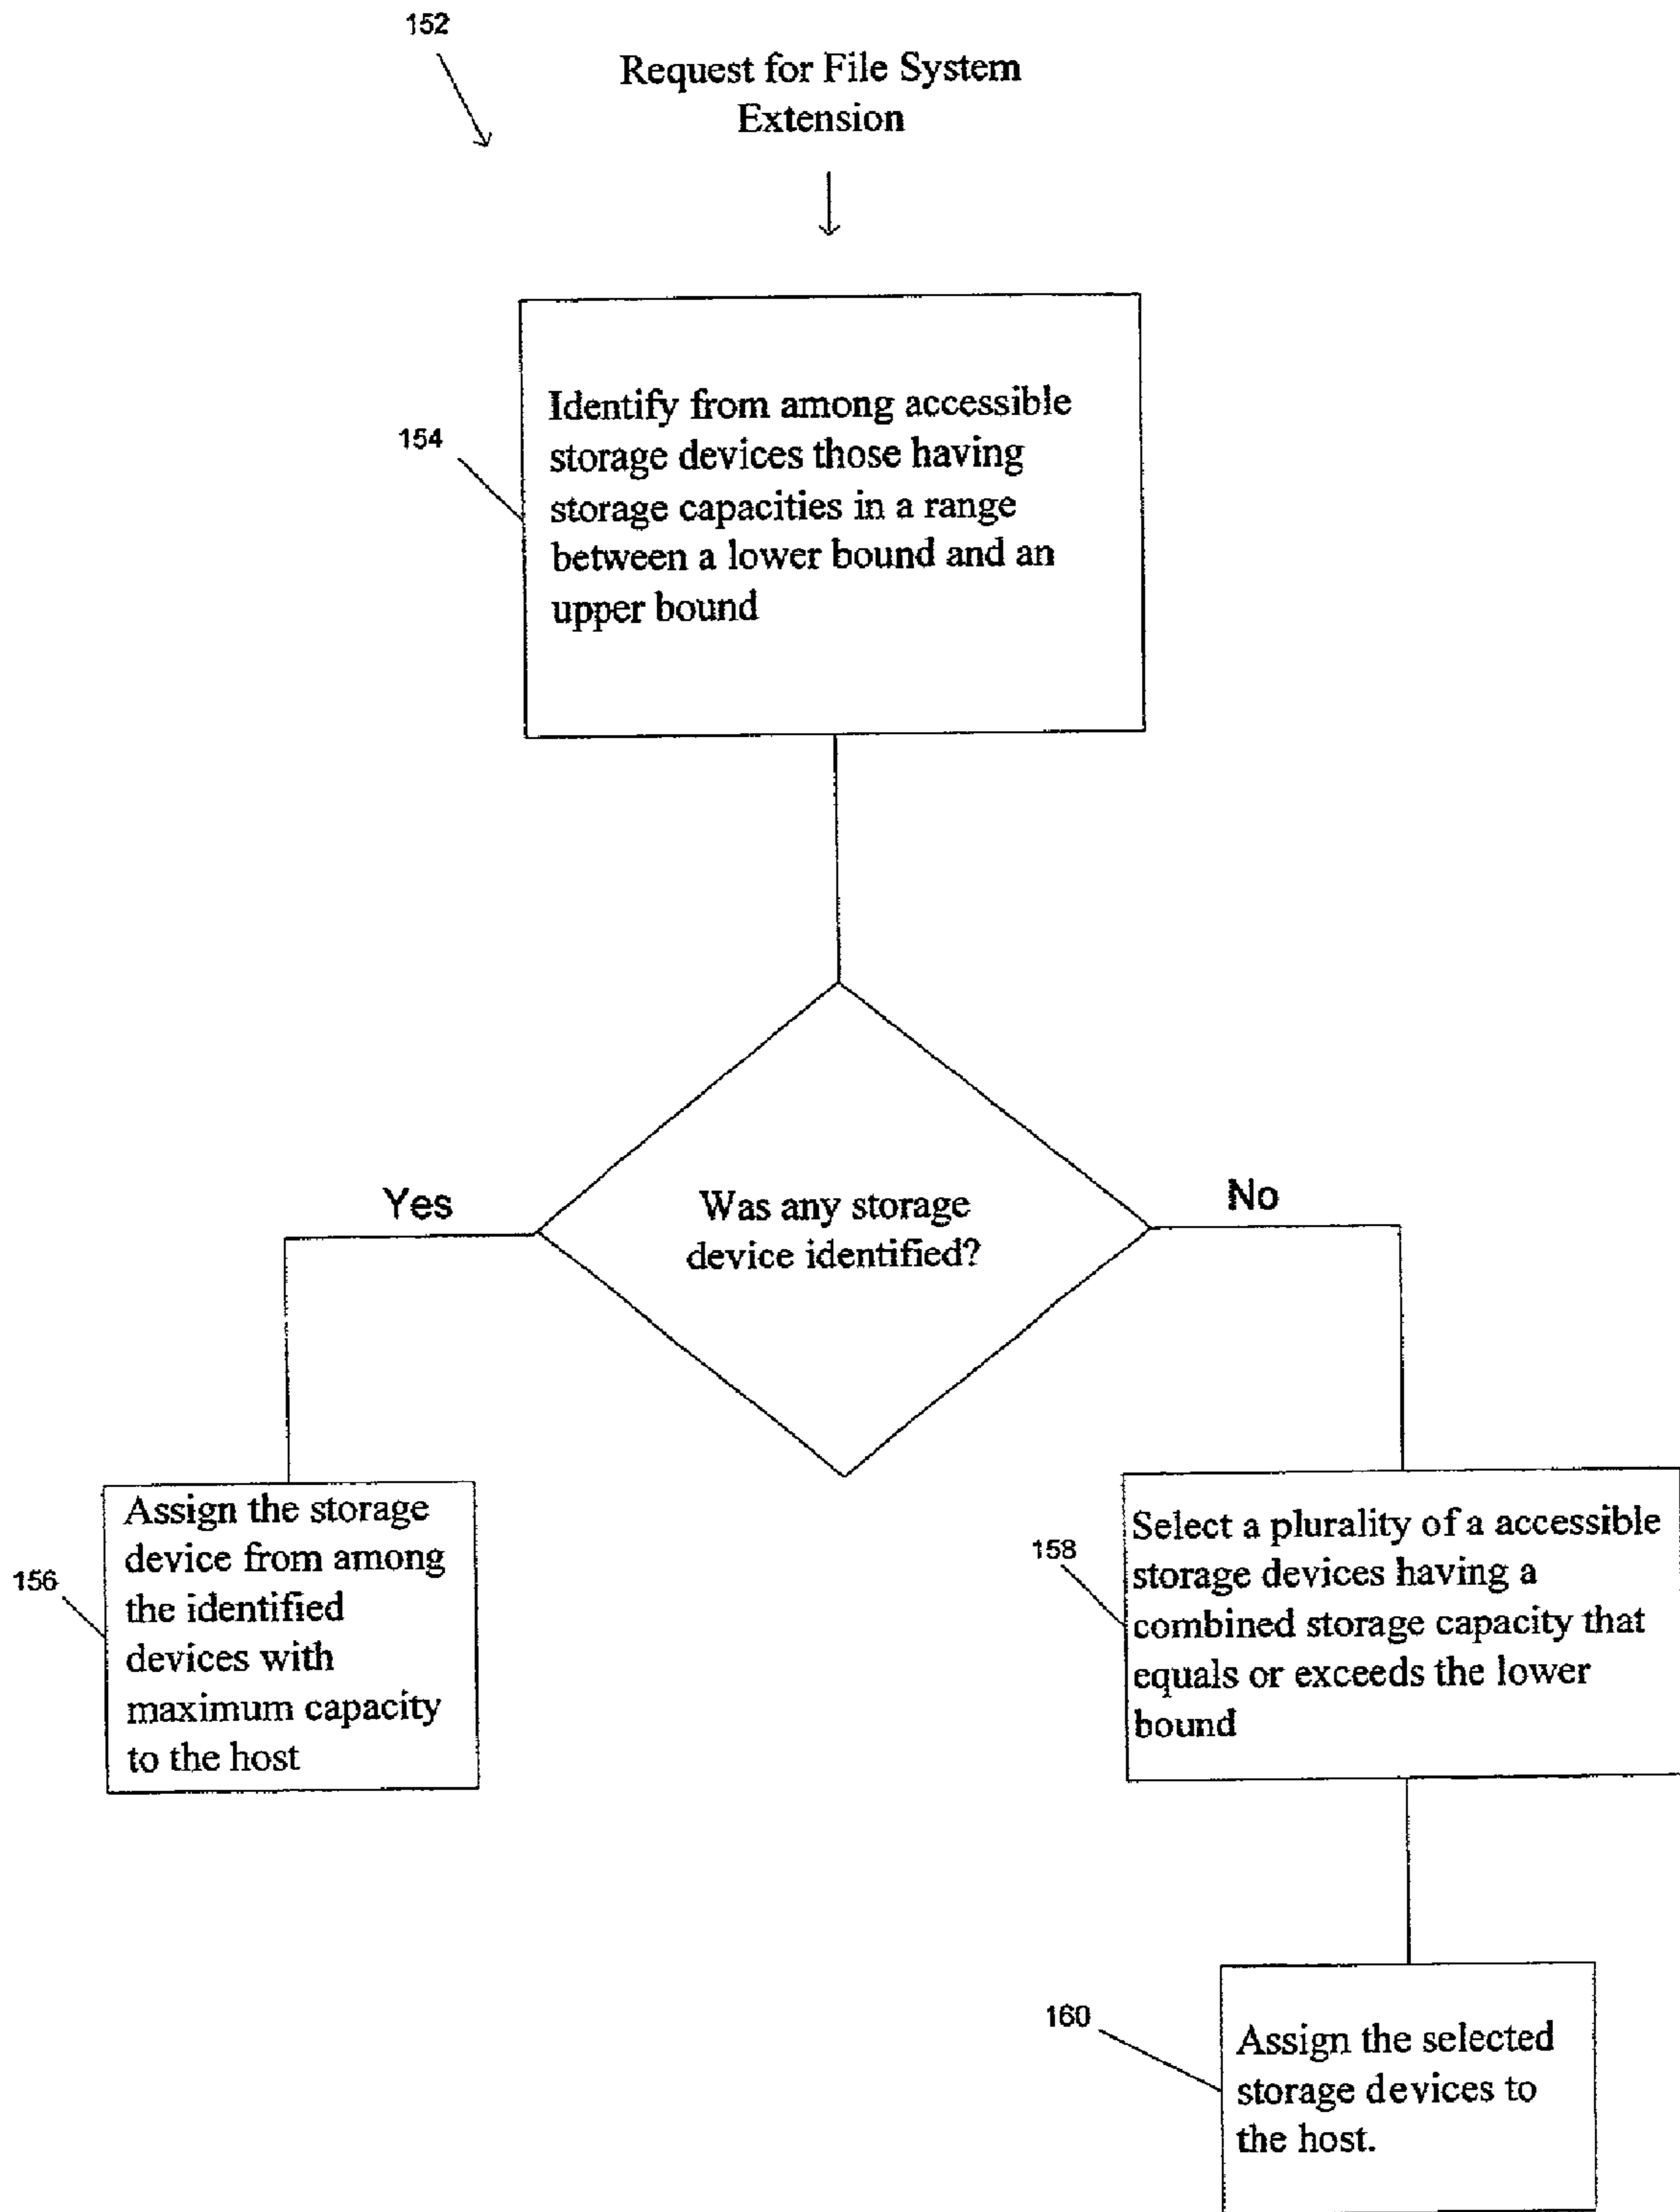 152
Request for File System
Extension
154
Identify from among accessible
storage devices those having
storage capacities in a range
between a lower bound and an
upper bound
Yes
Was any storage
device identified?
No
156
Assign the storage
device from among
the identified
devices with
maximum capacity
to the host
158
Select a plurality of a accessible
storage devices having a
combined storage capacity that
equals or exceeds the lower
bound
160
Assign the selected
storage devices to
the host.